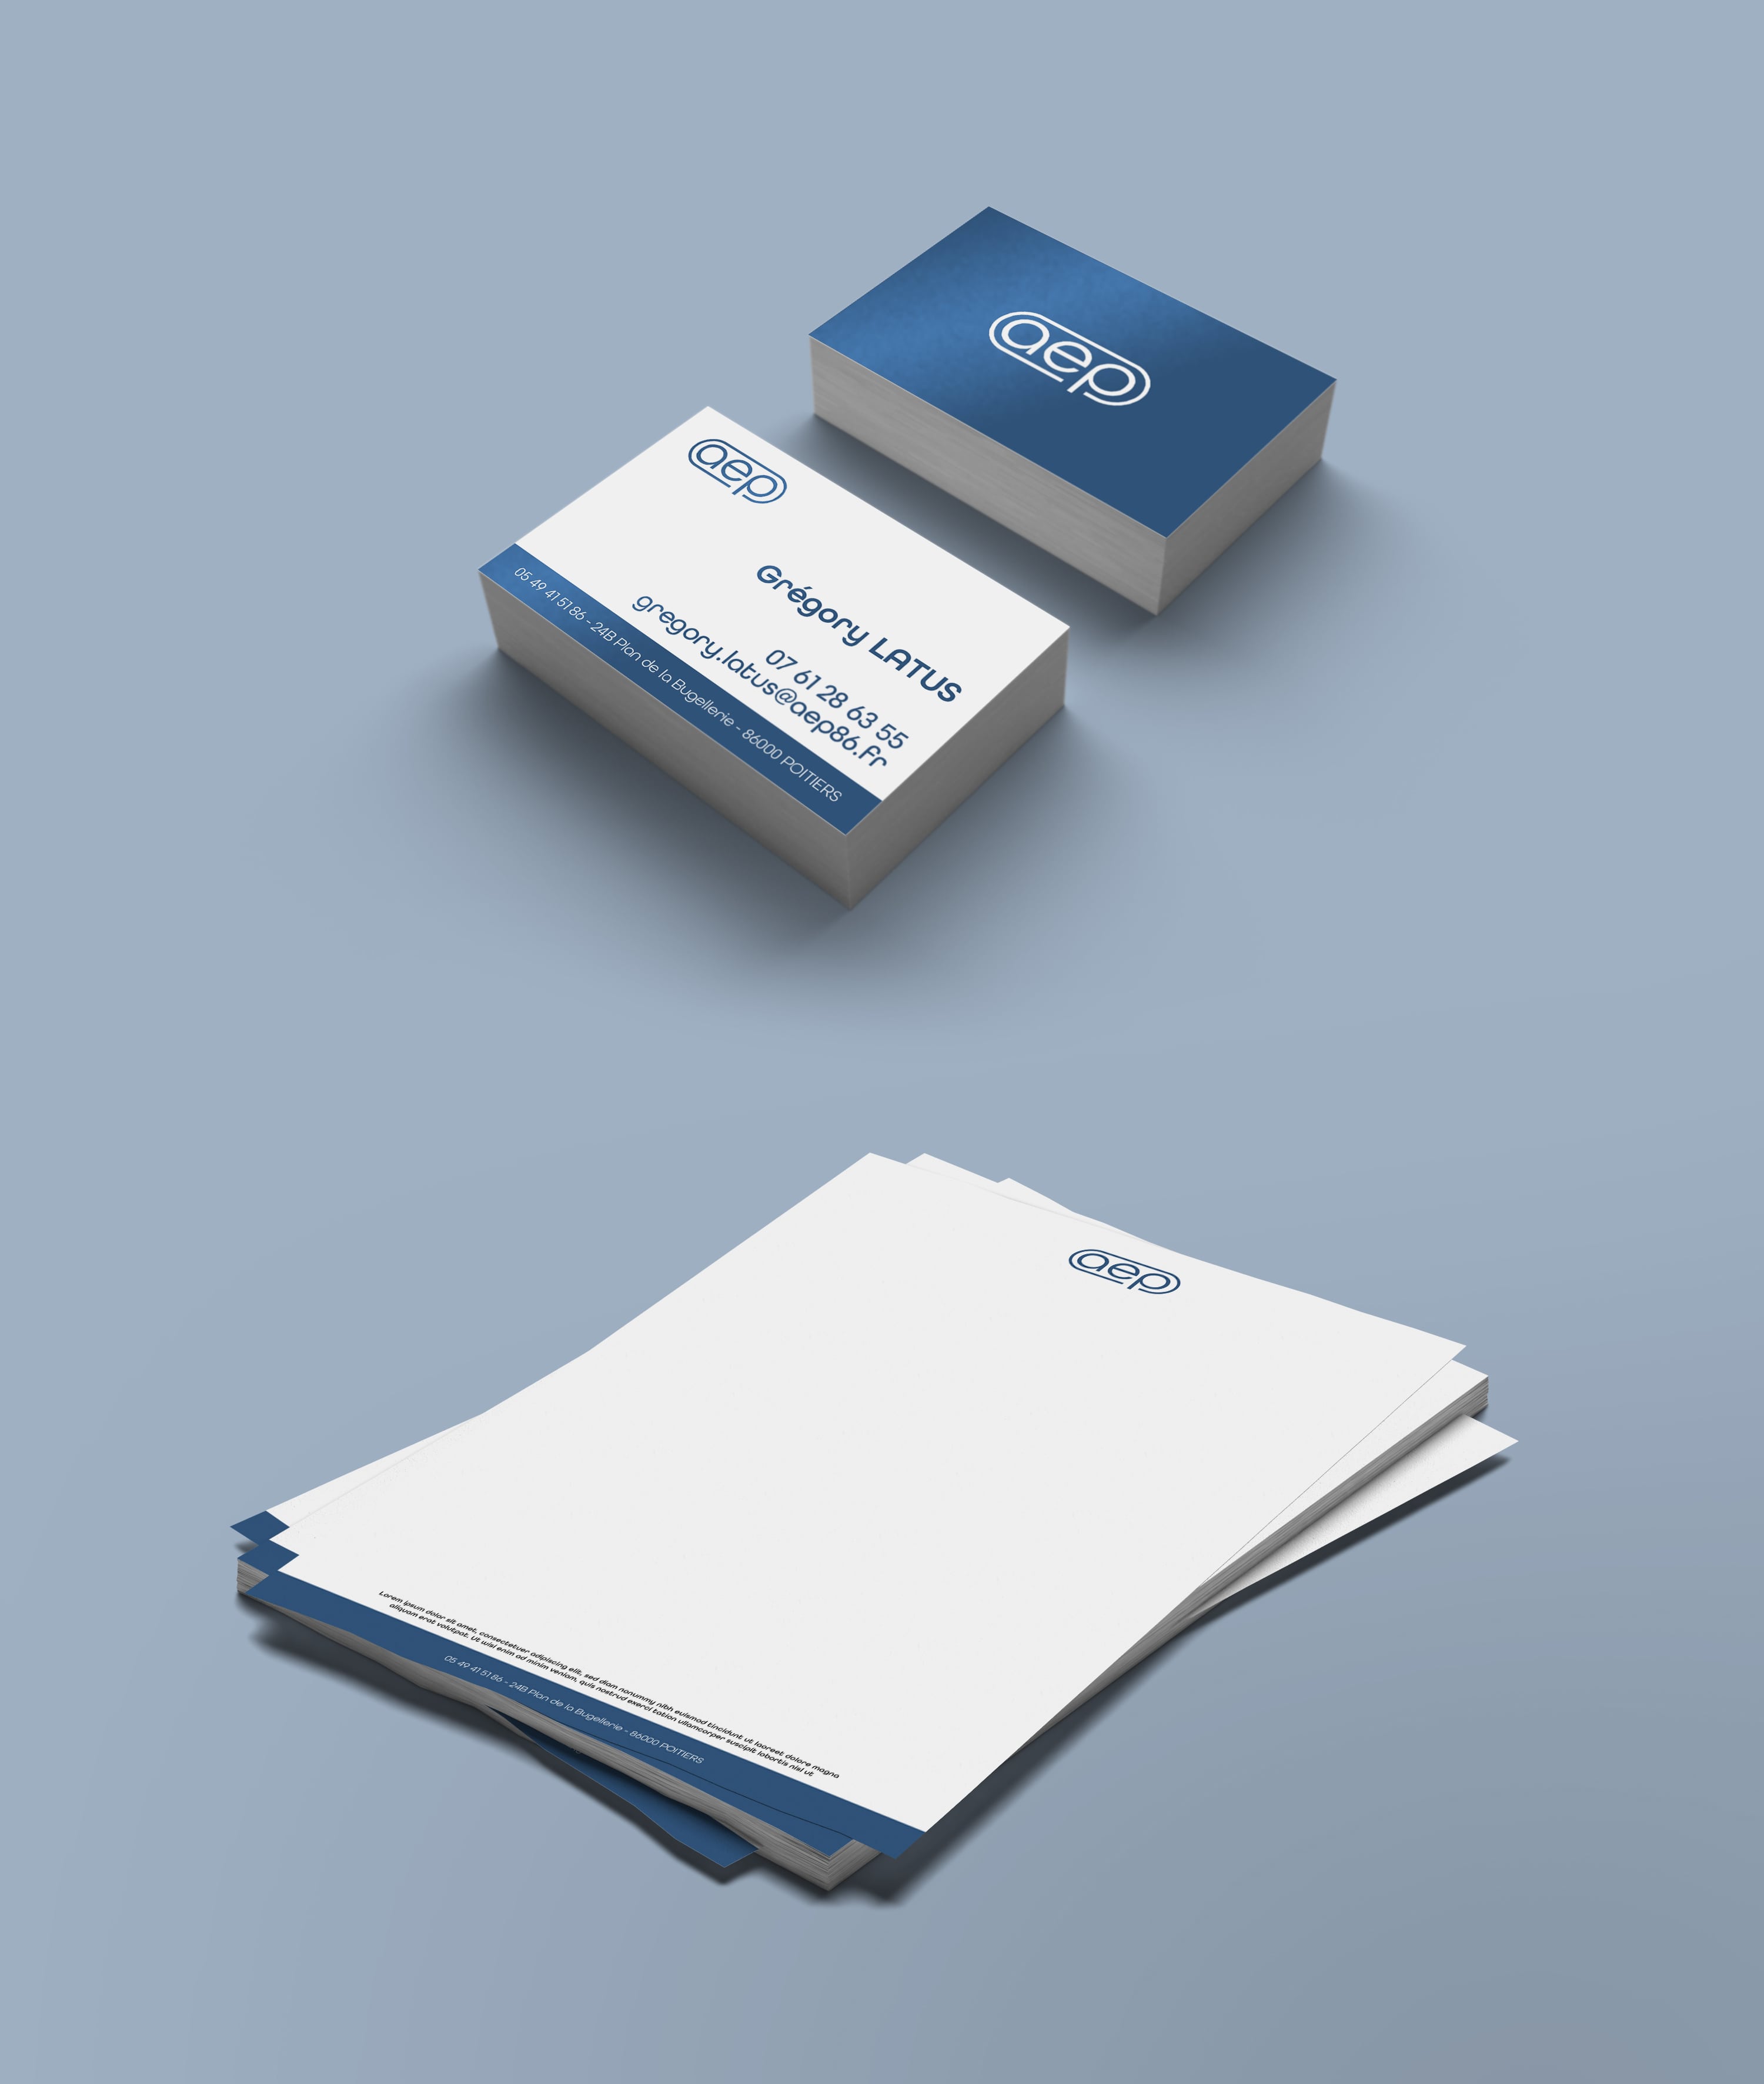 aep
aep
Grégory LATUS
07 61 28 63 55
gregory.latus@aep86.fr
05 49 41 51 86 - 24B Plan de la Bugellerie - 86000 POITIERS
aep
Lorem ipsum dolor sit amet, consectetuer adipiscing elit, sed diam nonummy nibh euismod tincidunt ut laoreet dolore magna
aliquam erat volutpat. Ut wisi enim ad minim veniam, quis nostrud exerci tation ullamcorper suscipit lobortis nisl ut
05 49 41 51 86 - 24B Plan de la Bugellerie - 86000 POITIERS